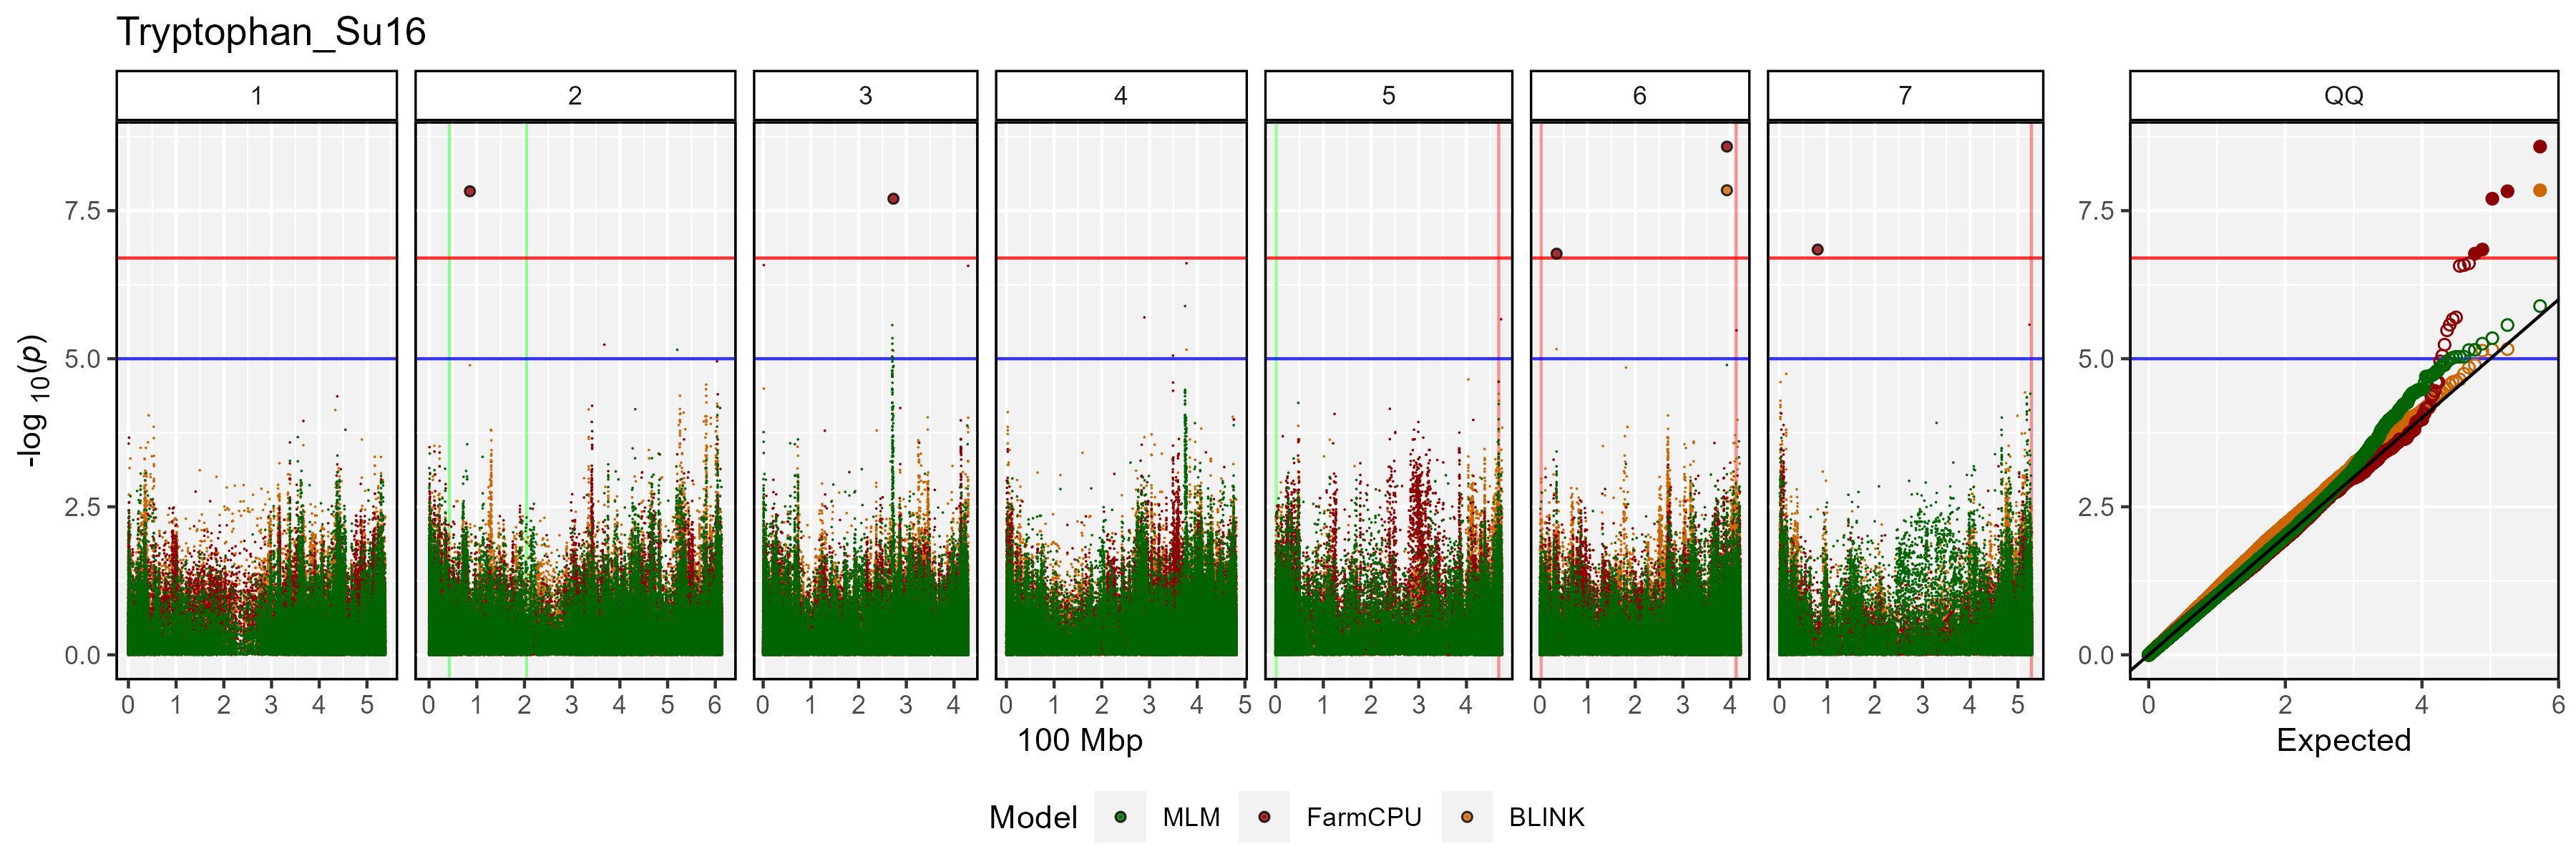 Tryptophan_Su16
1 2 3 4 5 6 7 QQ
-log 10(p)
7.5 7.5
5.0 5.0
2.5 2.5
0.0 0.0
0 1 2 3 4 5 0 1 2 3 4 5 6 0 1 2 3 4 0 1 2 3 4 5 0 1 2 3 4 0 1 2 3 4 0 1 2 3 4 5 0 2 4 6
100 Mbp Expected
Model MLM FarmCPU BLINK